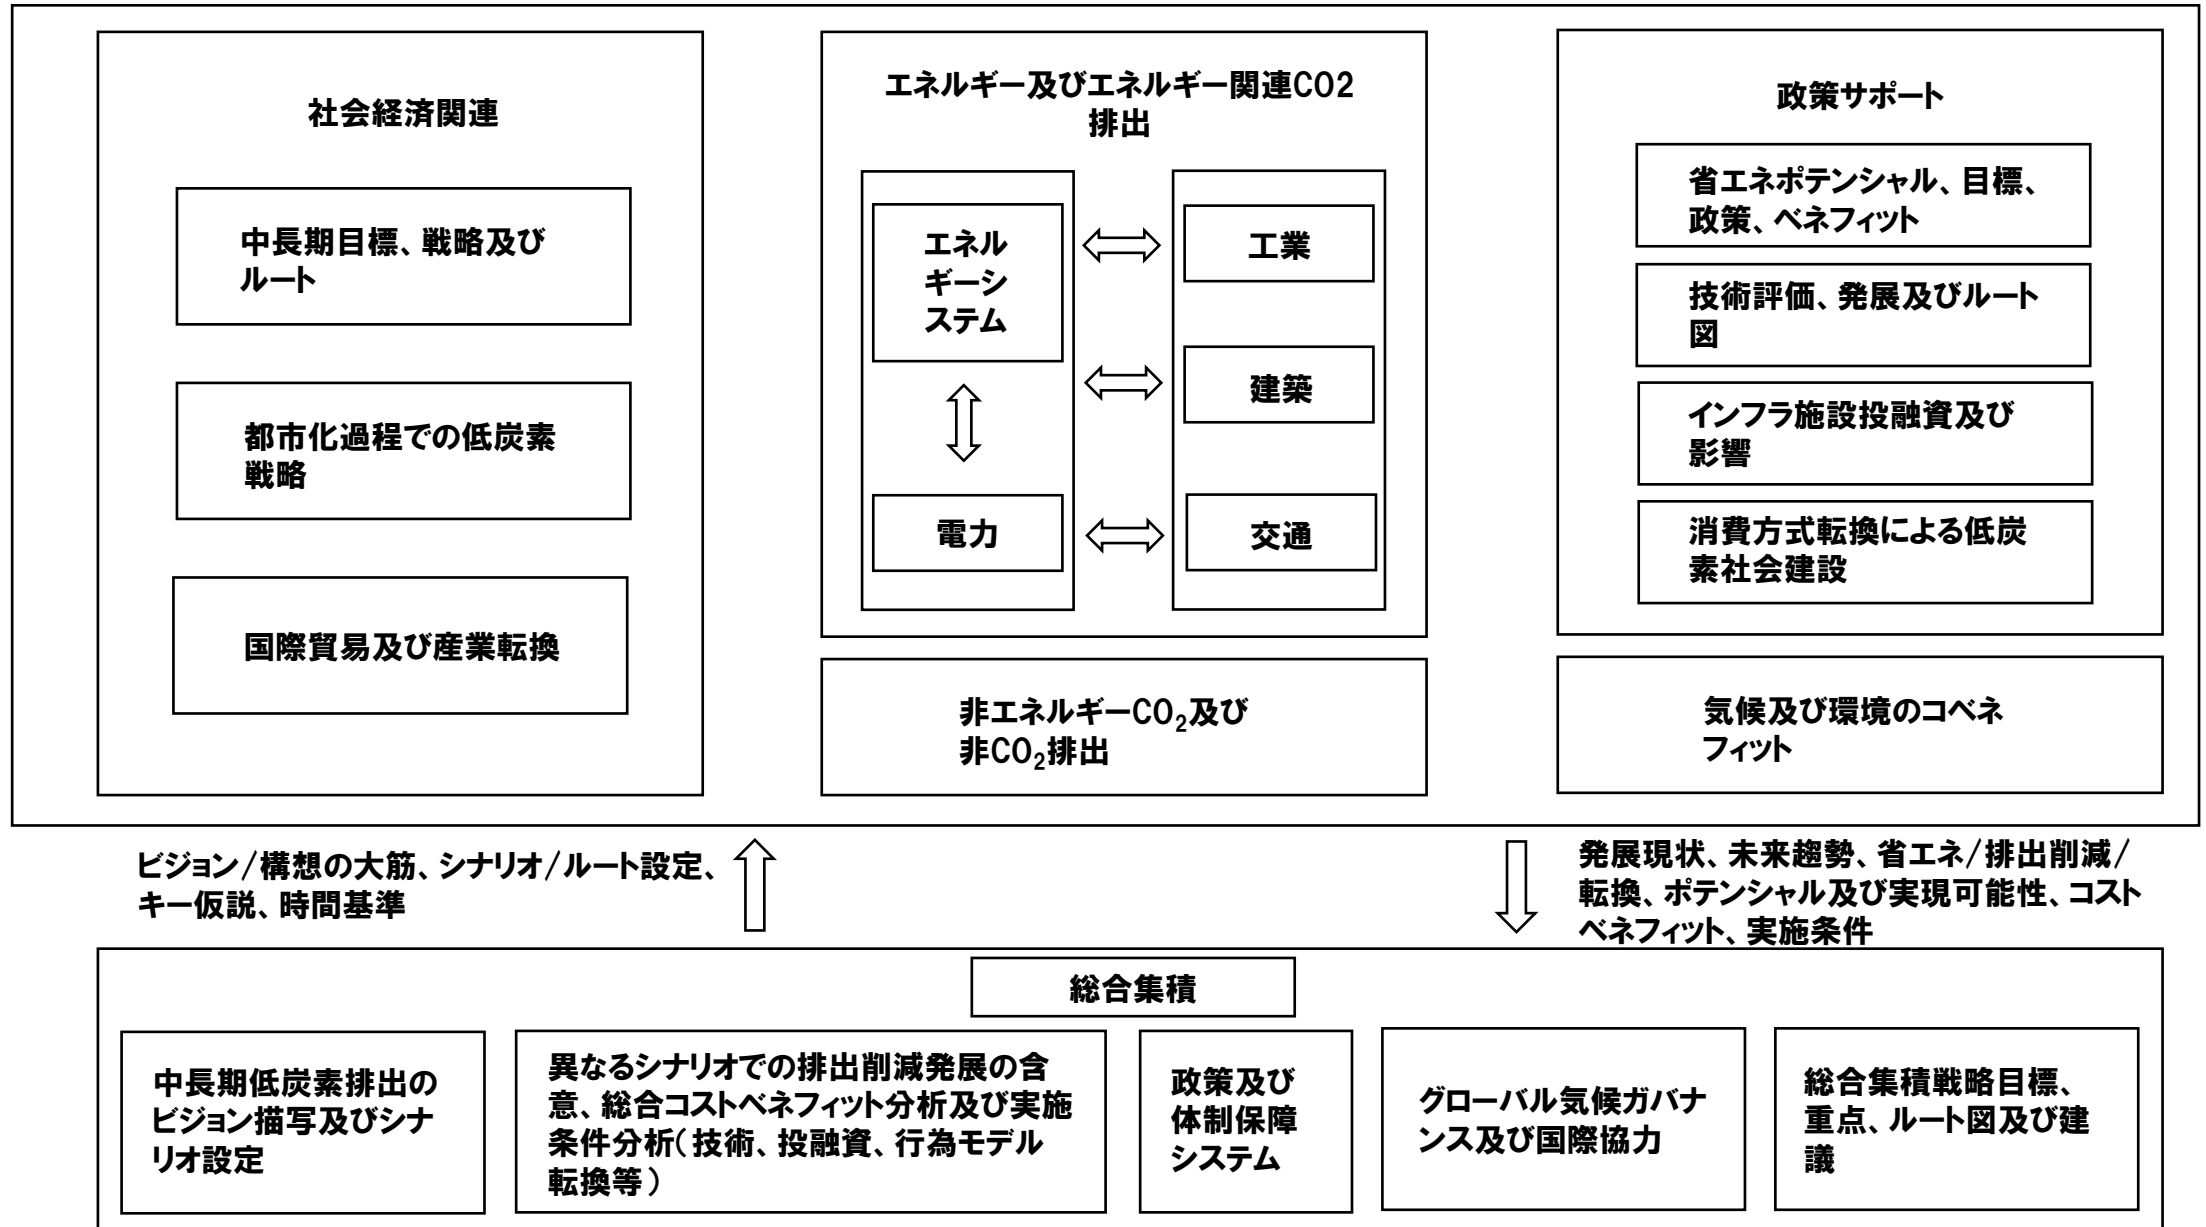 社会経済関連
中長期目標、戦略及び
ルート
都市化過程での低炭素
戦略
国際貿易及び産業転換
エネルギー及びエネルギー関連CO2
排出
エネル
ギーシ
ステム
電力
工業
建築
交通
非エネルギーCO₂及び
非CO₂排出
政策サポート
省エネポテンシャル、目標、
政策、ベネフィット
技術評価、発展及びルート
図
インフラ施設投融資及び
影響
消費方式転換による低炭
素社会建設
気候及び環境のコベネ
フィット
ビジョン/構想の大筋、シナリオ/ルート設定、
キー仮説、時間基準
発展現状、未来趨勢、省エネ/排出削減/
転換、ポテンシャル及び実現可能性、コスト
ベネフィット、実施条件
総合集積
中長期低炭素排出の
ビジョン描写及びシナ
リオ設定
異なるシナリオでの排出削減発展の含
意、総合コストベネフィット分析及び実施
条件分析(技術、投融資、行為モデル
転換等)
政策及び
体制保障
システム
グローバル気候ガバナ
ンス及び国際協力
総合集積戦略目標、
重点、ルート図及び建
議